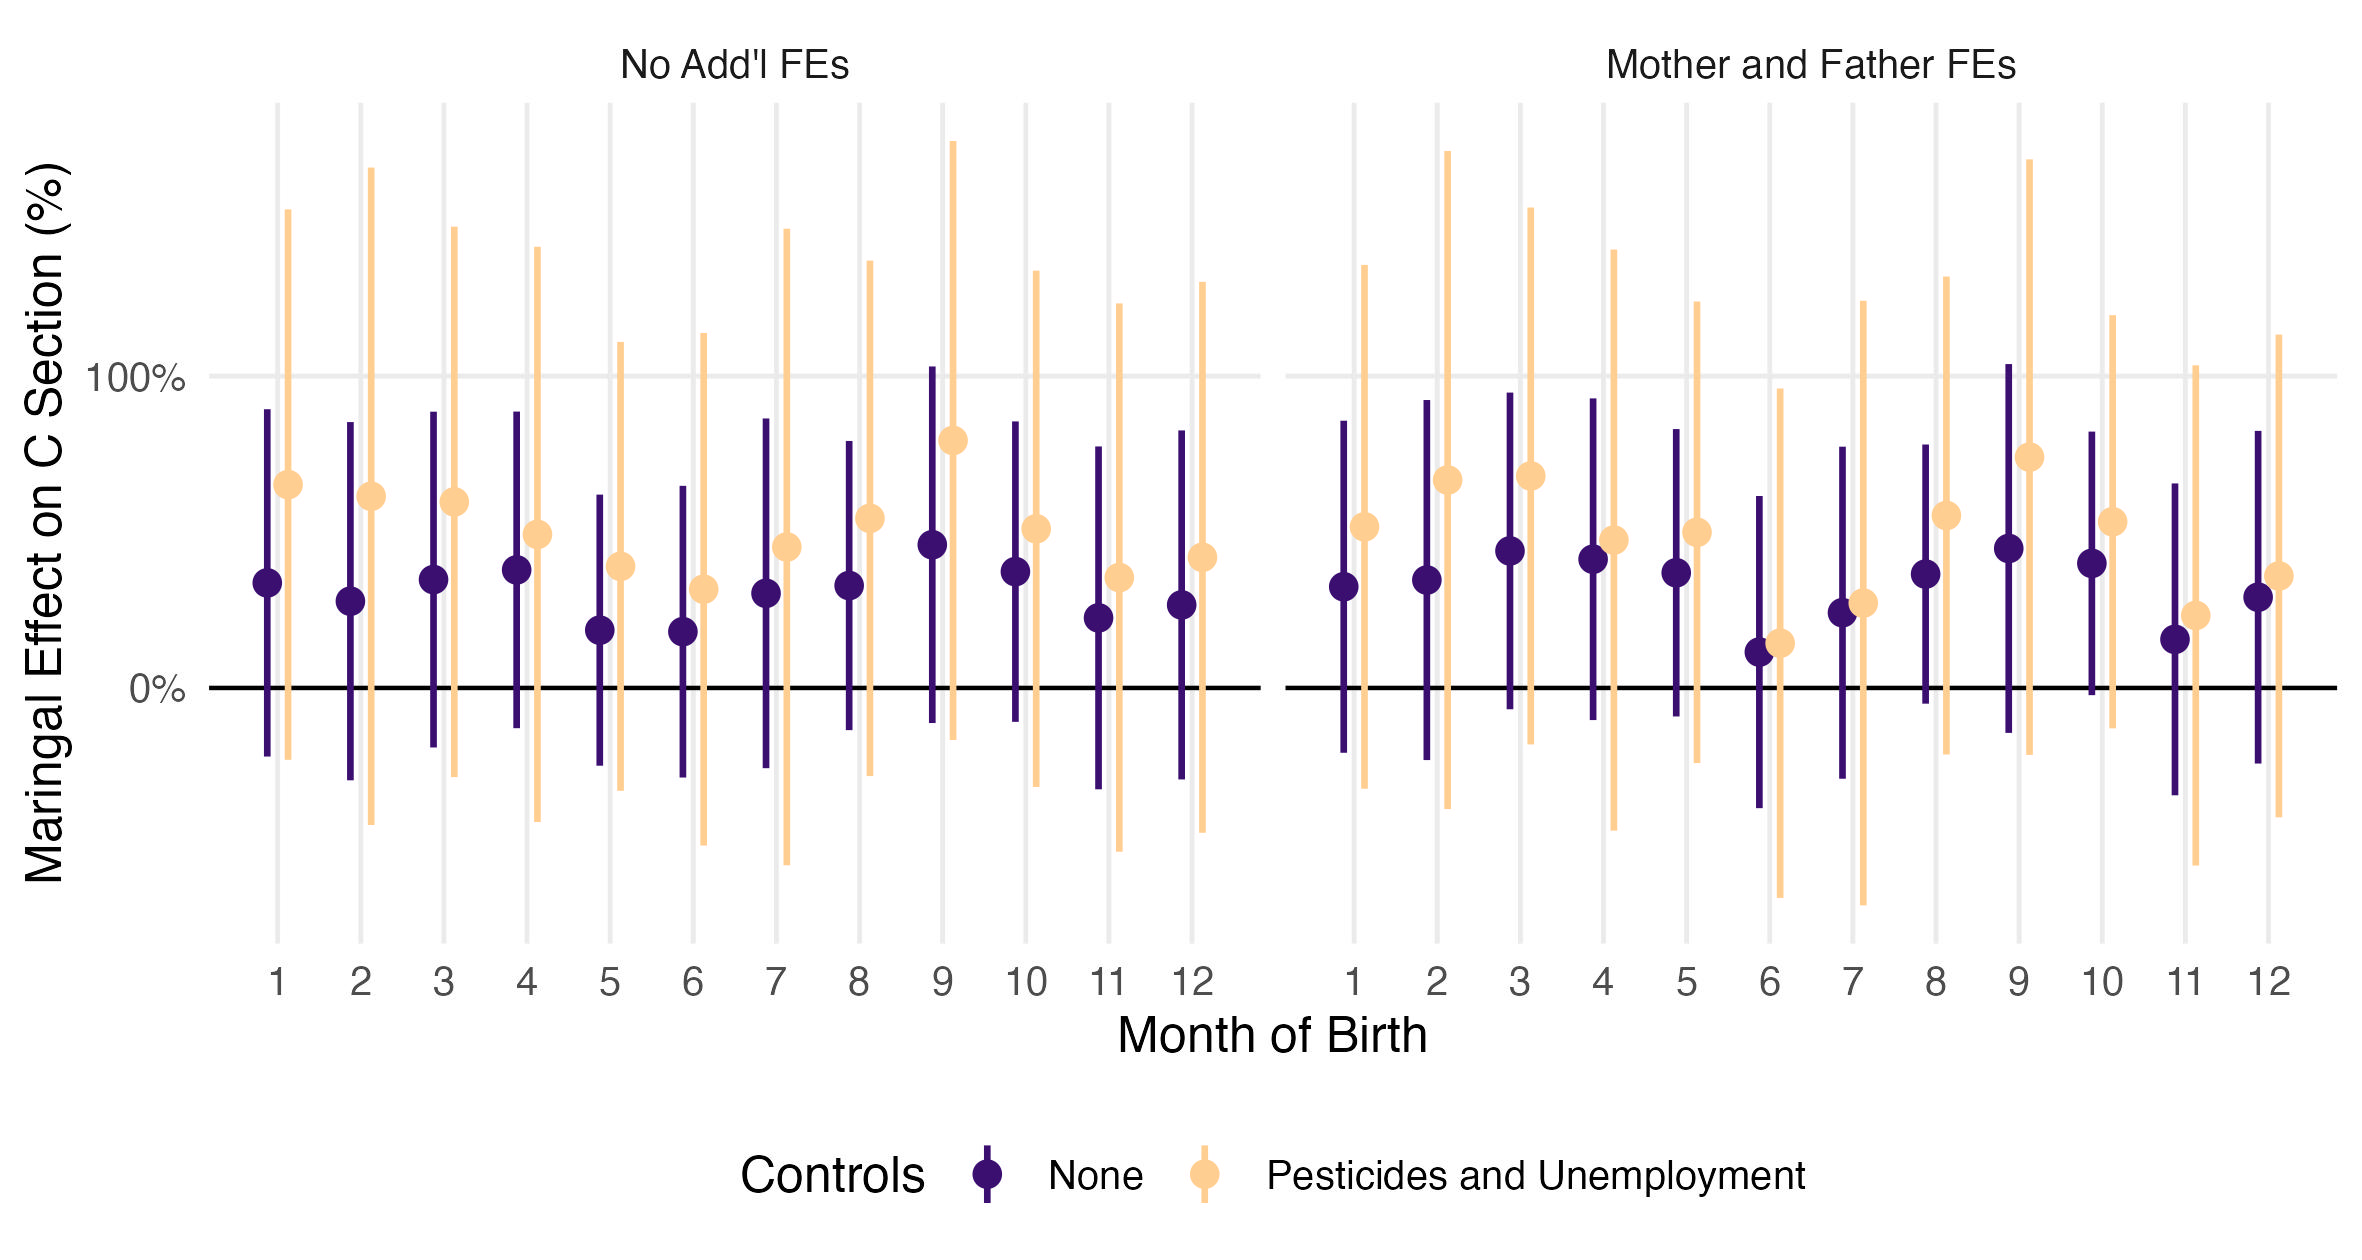 No Add'l FEs
Mother and Father FEs
Maringal Effect on C Section (%)
100%
0%
1 2 3 4 5 6 7 8 9 10 11 12
1 2 3 4 5 6 7 8 9 10 11 12
Month of Birth
Controls None Pesticides and Unemployment